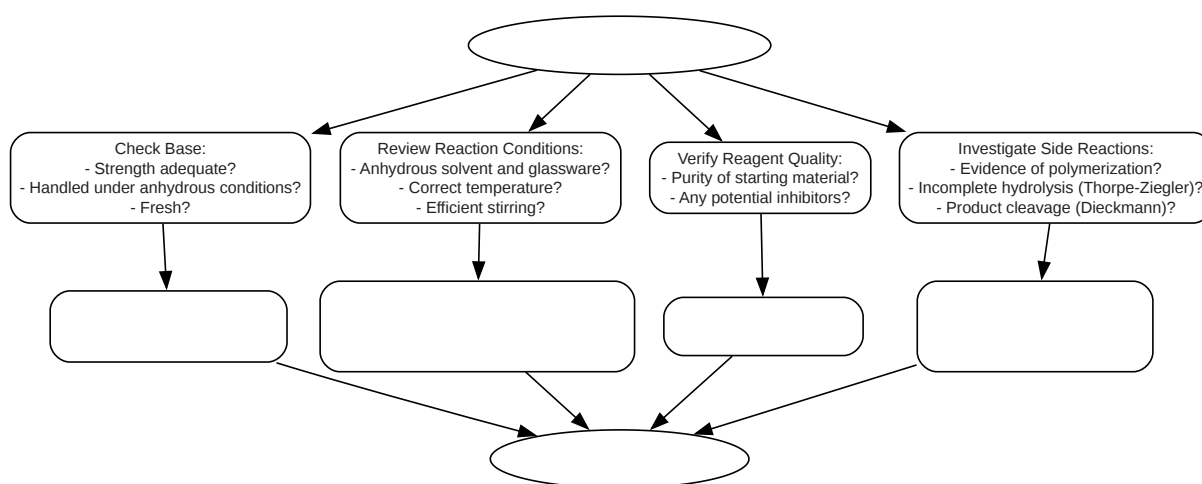 Check Base:
- Strength adequate?
- Handled under anhydrous conditions?
- Fresh?
Review Reaction Conditions:
- Anhydrous solvent and glassware?
- Correct temperature?
- Efficient stirring?
Verify Reagent Quality:
- Purity of starting material?
- Any potential inhibitors?
Investigate Side Reactions:
- Evidence of polymerization?
- Incomplete hydrolysis (Thorpe-Ziegler)?
- Product cleavage (Dieckmann)?